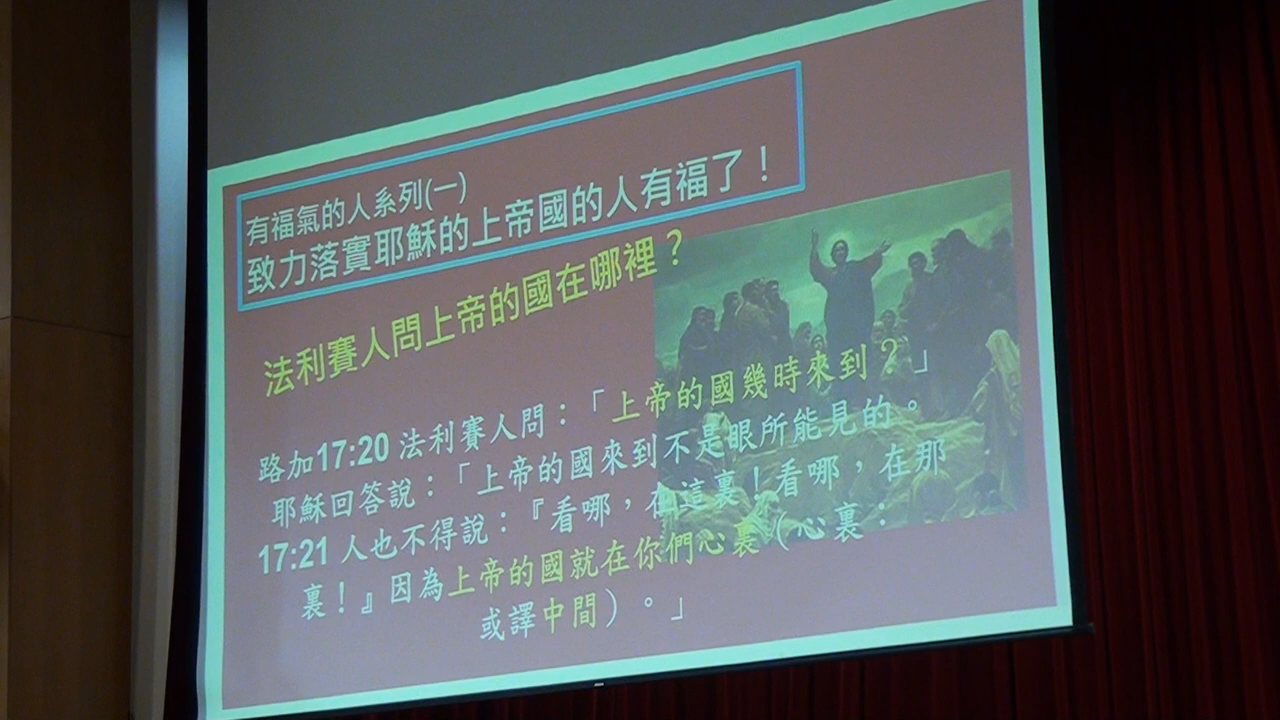 有福氣的人系列(一)
致力落實耶穌的上帝國的人有福了！
法利賽人問上帝的國在哪裡？
路加17:20 法利賽人問：「上帝的國幾時來到？」
耶穌回答說：「上帝的國來到不是眼所能見的。
17:21 人也不得說：『看哪，在這裏！看哪，在那
裏！』因為上帝的國就在你們心裏（心裏：
或譯中間）。」